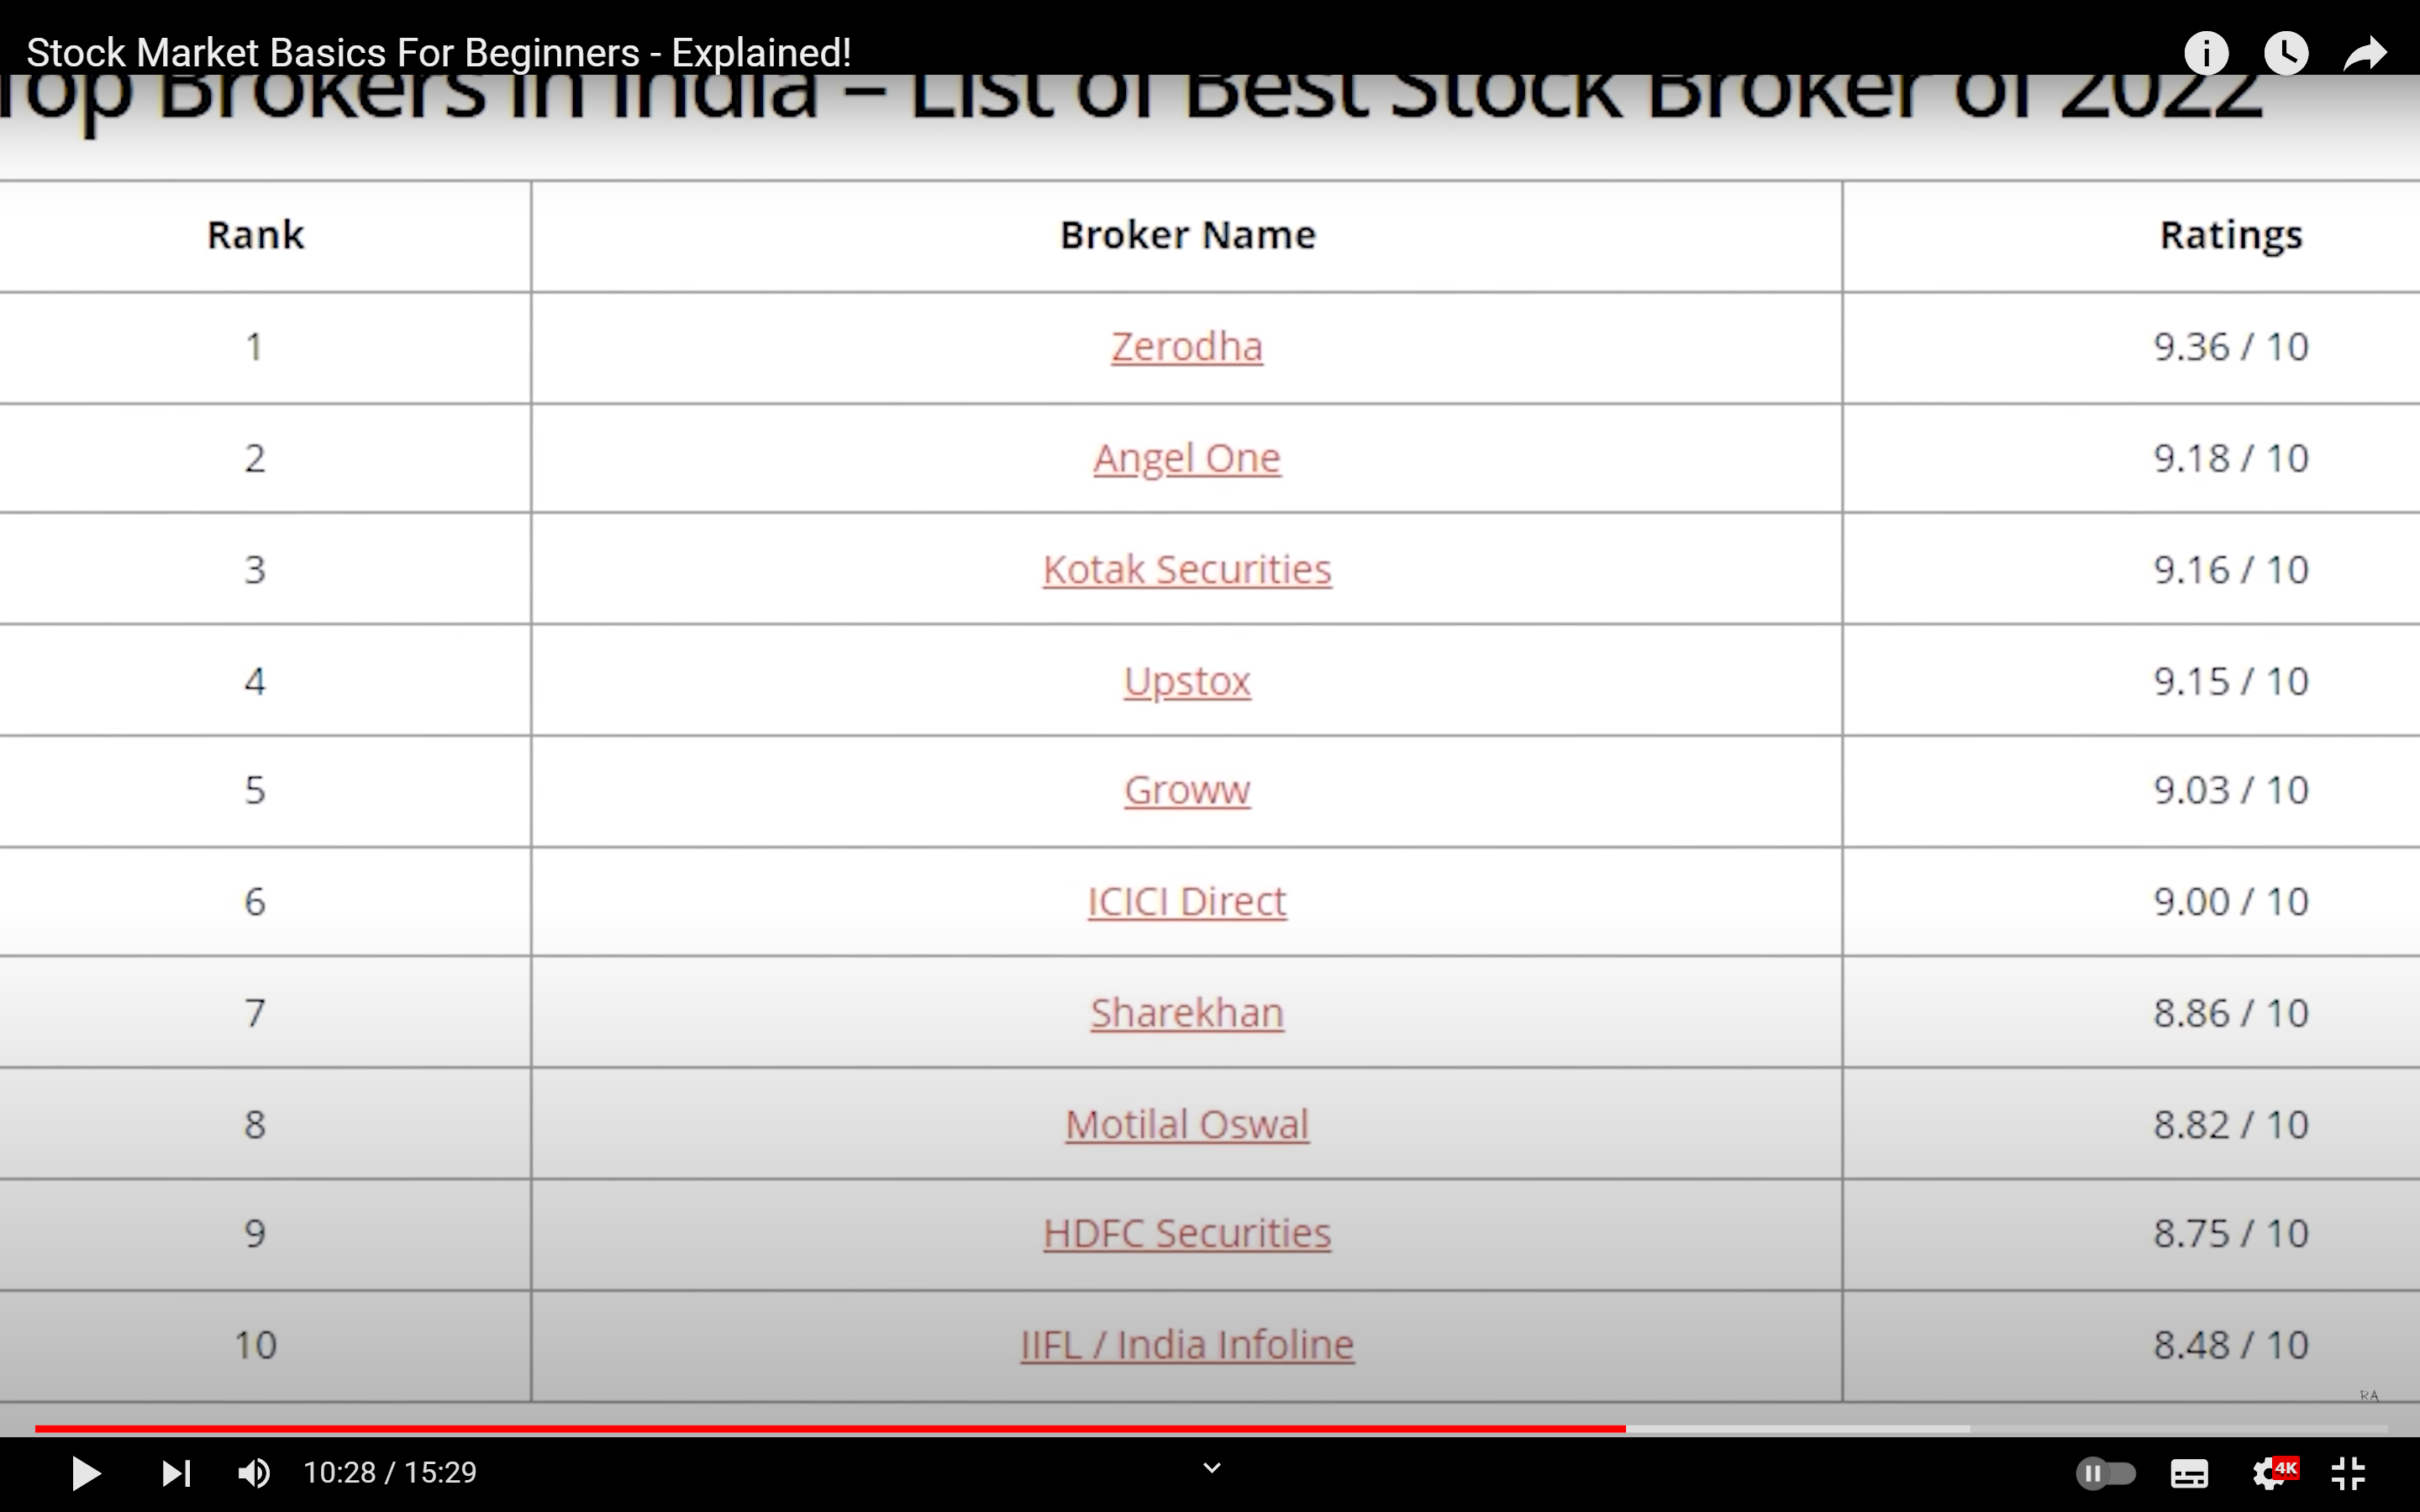 Stock Market Basics For Beginners - Explained!
Top Brokers in India – List of Best Stock Broker of 2022
Rank Broker Name Ratings
1 Zerodha 9.36 / 10
2 Angel One 9.18 / 10
3 Kotak Securities 9.16 / 10
4 Upstox 9.15 / 10
5 Groww 9.03 / 10
6 ICICI Direct 9.00 / 10
7 Sharekhan 8.86 / 10
8 Motilal Oswal 8.82 / 10
9 HDFC Securities 8.75 / 10
10 IIFL / India Infoline 8.48 / 10
RA
10:28 / 15:29
4K